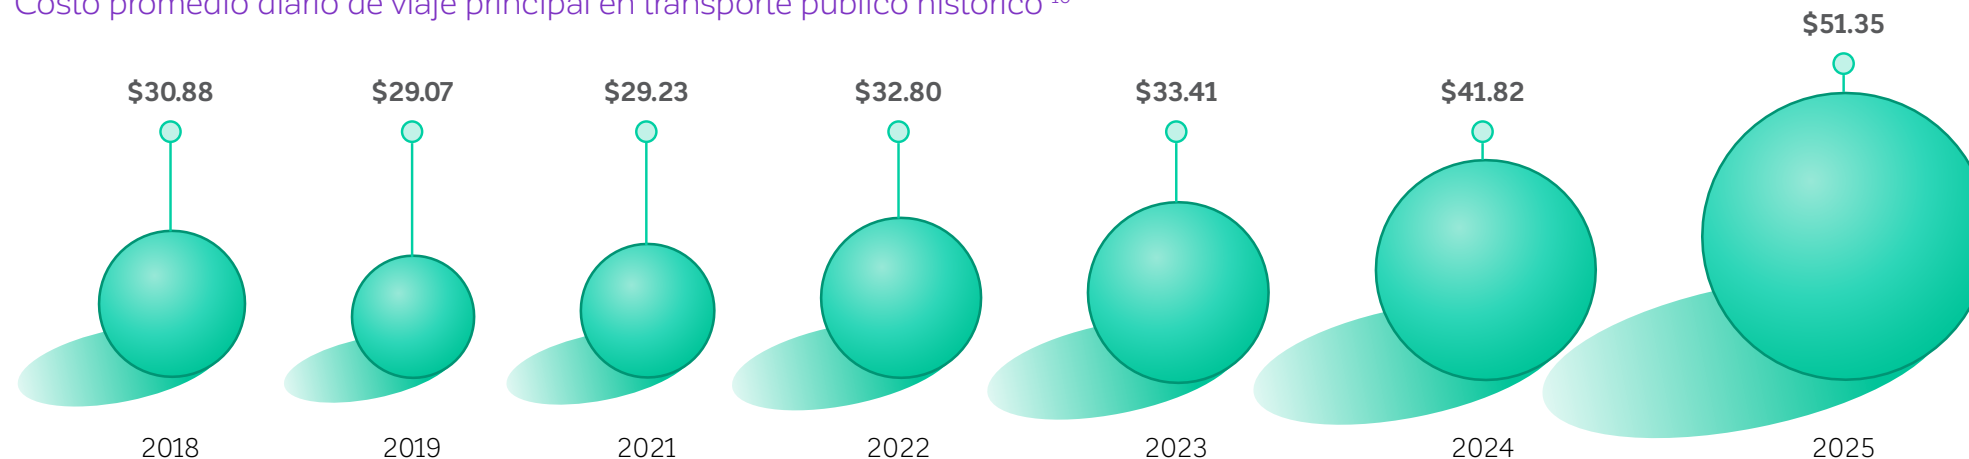 Costo promedio diario de viaje principal en transporte público histórico
$30.88 $29.07 $29.23 $32.80 $33.41 $41.82 $51.35
2018 2019 2021 2022 2023 2024 2025